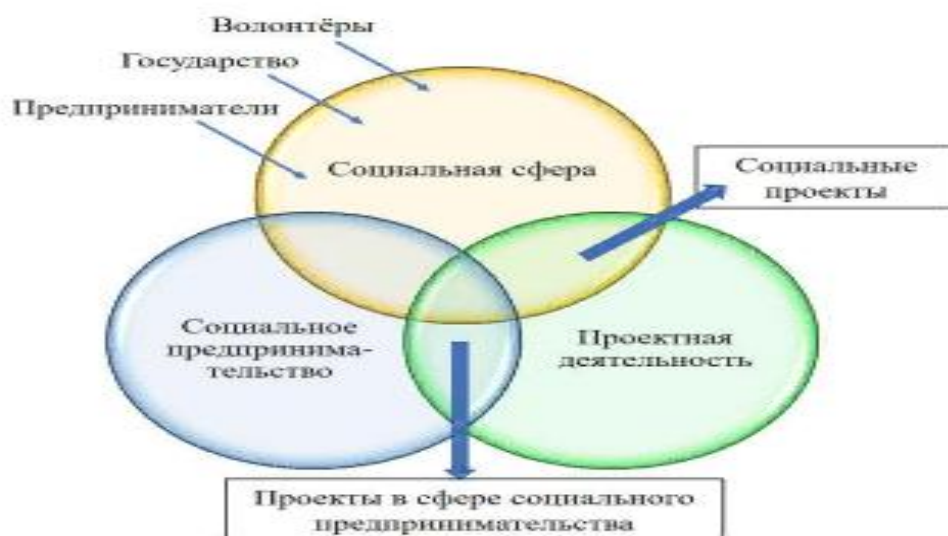 Волонтёры
Государство
Предприниматели
Социальная сфера
Социальные
проекты
Социальное
предпринима-
тельство
Проектная
деятельность
Проекты в сфере социального
предпринимательства